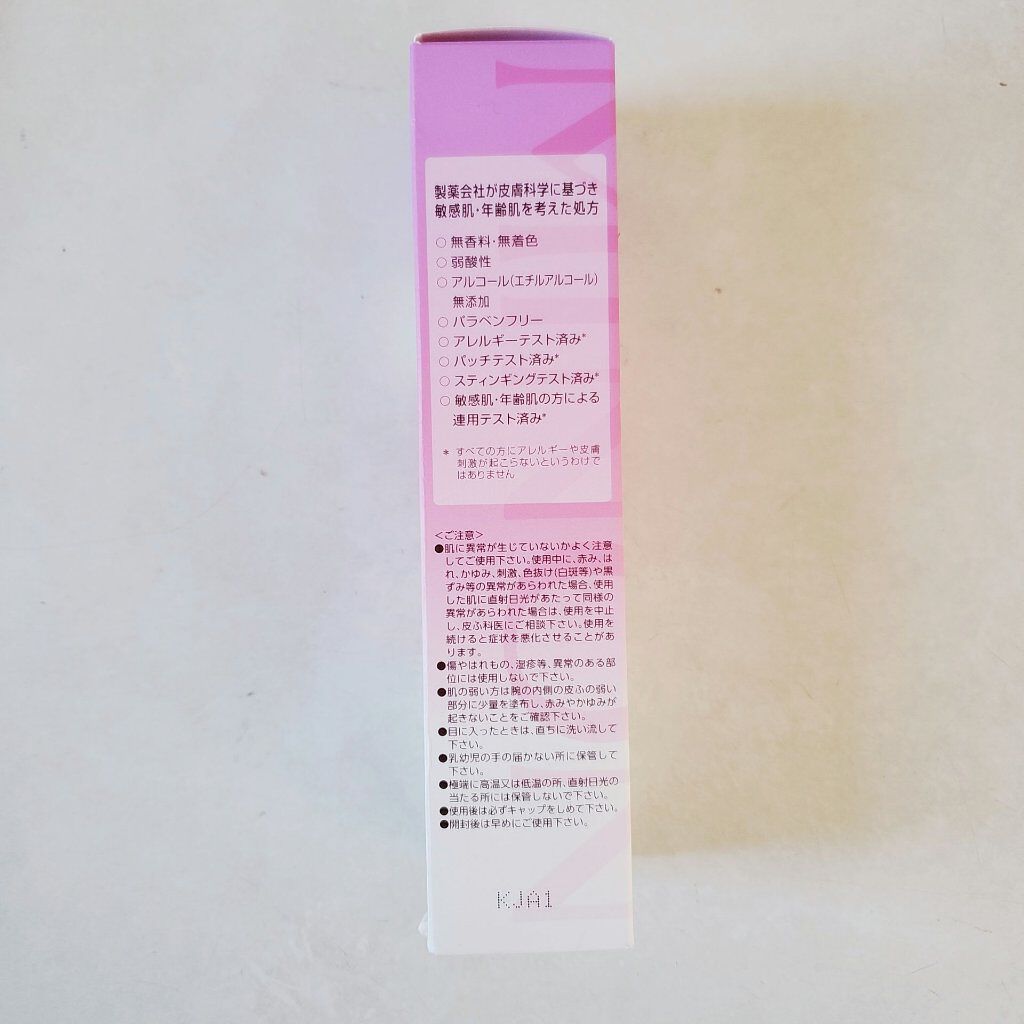 製薬会社が皮膚科学に基づき
敏感肌・年齢肌を考えた処方
○ 無香料・無着色
○ 弱酸性
○ アルコール(エチルアルコール)
無添加
○ パラベンフリー
○ アレルギーテスト済み*
○ パッチテスト済み*
○ スティンギングテスト済み*
○ 敏感肌・年齢肌の方による
連用テスト済み*
* すべての方にアレルギーや皮膚
刺激が起こらないというわけで
はありません
<ご注意>
●肌に異常が生じていないかよく注意
してご使用下さい。使用中に、赤み、は
れ、かゆみ、刺激、色抜け(白斑等)や黒
ずみ等の異常があらわれた場合、使用
した肌に直射日光があたって同様の
異常があらわれた場合は、使用を中止
し、皮ふ科医にご相談下さい。使用を
続けると症状を悪化させることがあ
ります。
●傷やはれもの、湿疹等、異常のある部
位には使用しないで下さい。
●肌の弱い方は腕の内側の皮ふの弱い
部分に少量を塗布し、赤みやかゆみが
起きないことをご確認下さい。
●目に入ったときは、直ちに洗い流して
下さい。
●乳幼児の手の届かない所に保管して
下さい。
●極端に高温又は低温の所、直射日光の
当たる所には保管しないで下さい。
●使用後は必ずキャップをしめて下さい。
●開封後は早めにご使用下さい。
KJA1